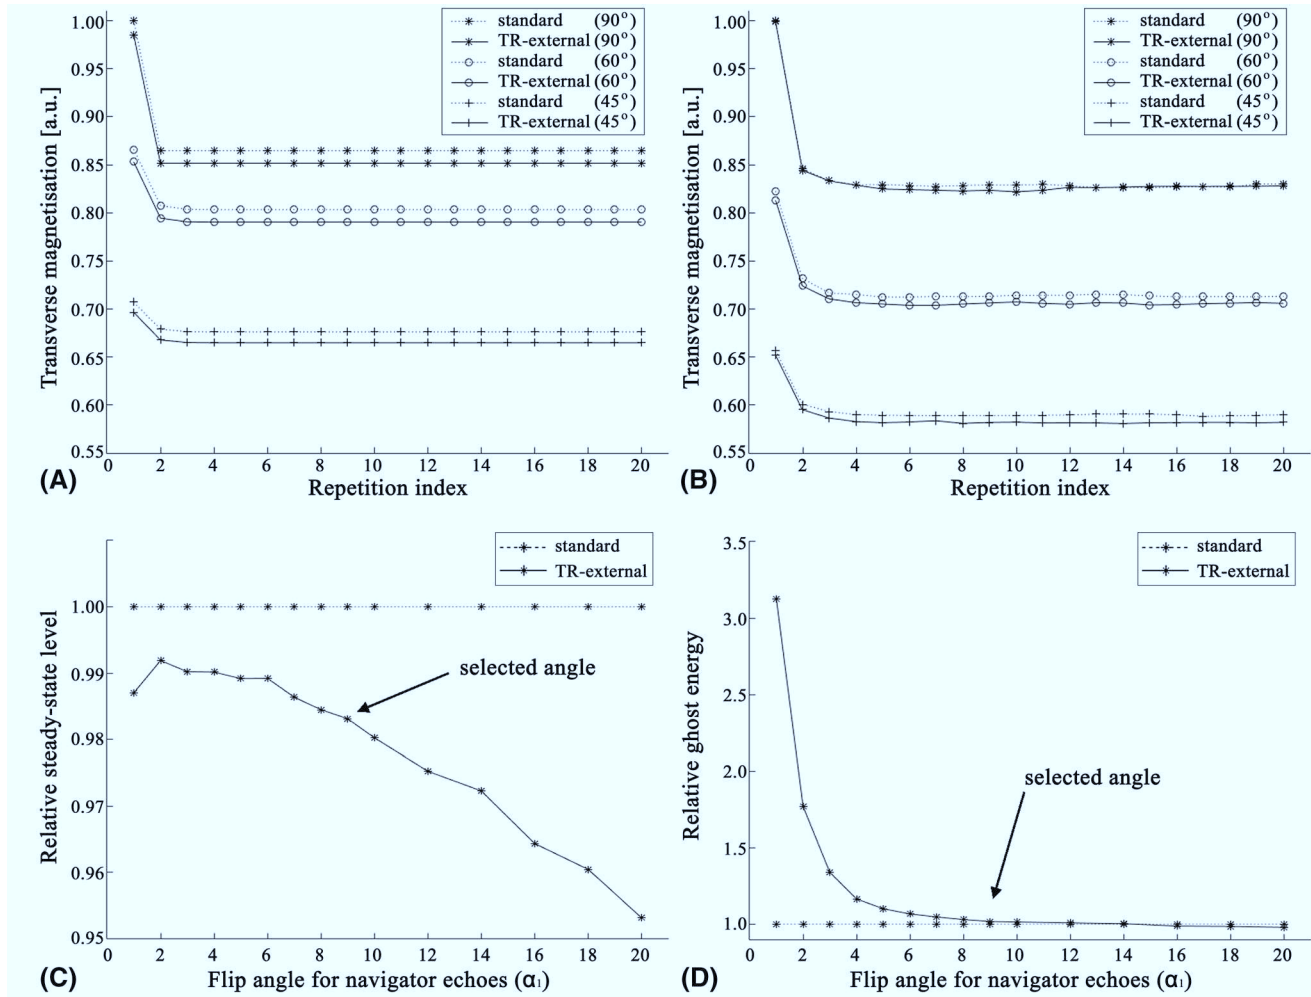 standard (90°)
TR-external (90°)
standard (60°)
TR-external (60°)
standard (45°)
TR-external (45°)
Transverse magnetisation [a.u.]
1.00
0.95
0.90
0.85
0.80
0.75
0.70
0.65
0.60
0.55
0 2 4 6 8 10 12 14 16 18 20
Repetition index
(A)
standard (90°)
TR-external (90°)
standard (60°)
TR-external (60°)
standard (45°)
TR-external (45°)
Transverse magnetisation [a.u.]
1.00
0.95
0.90
0.85
0.80
0.75
0.70
0.65
0.60
0.55
0 2 4 6 8 10 12 14 16 18 20
Repetition index
(B)
standard
TR-external
Relative steady-state level
1.00
0.99
0.98
0.97
0.96
0.95
selected angle
0 2 4 6 8 10 12 14 16 18 20
Flip angle for navigator echoes (α₁)
(C)
standard
TR-external
Relative ghost energy
3.5
3.0
2.5
2.0
1.5
1.0
selected angle
0 2 4 6 8 10 12 14 16 18 20
Flip angle for navigator echoes (α₁)
(D)